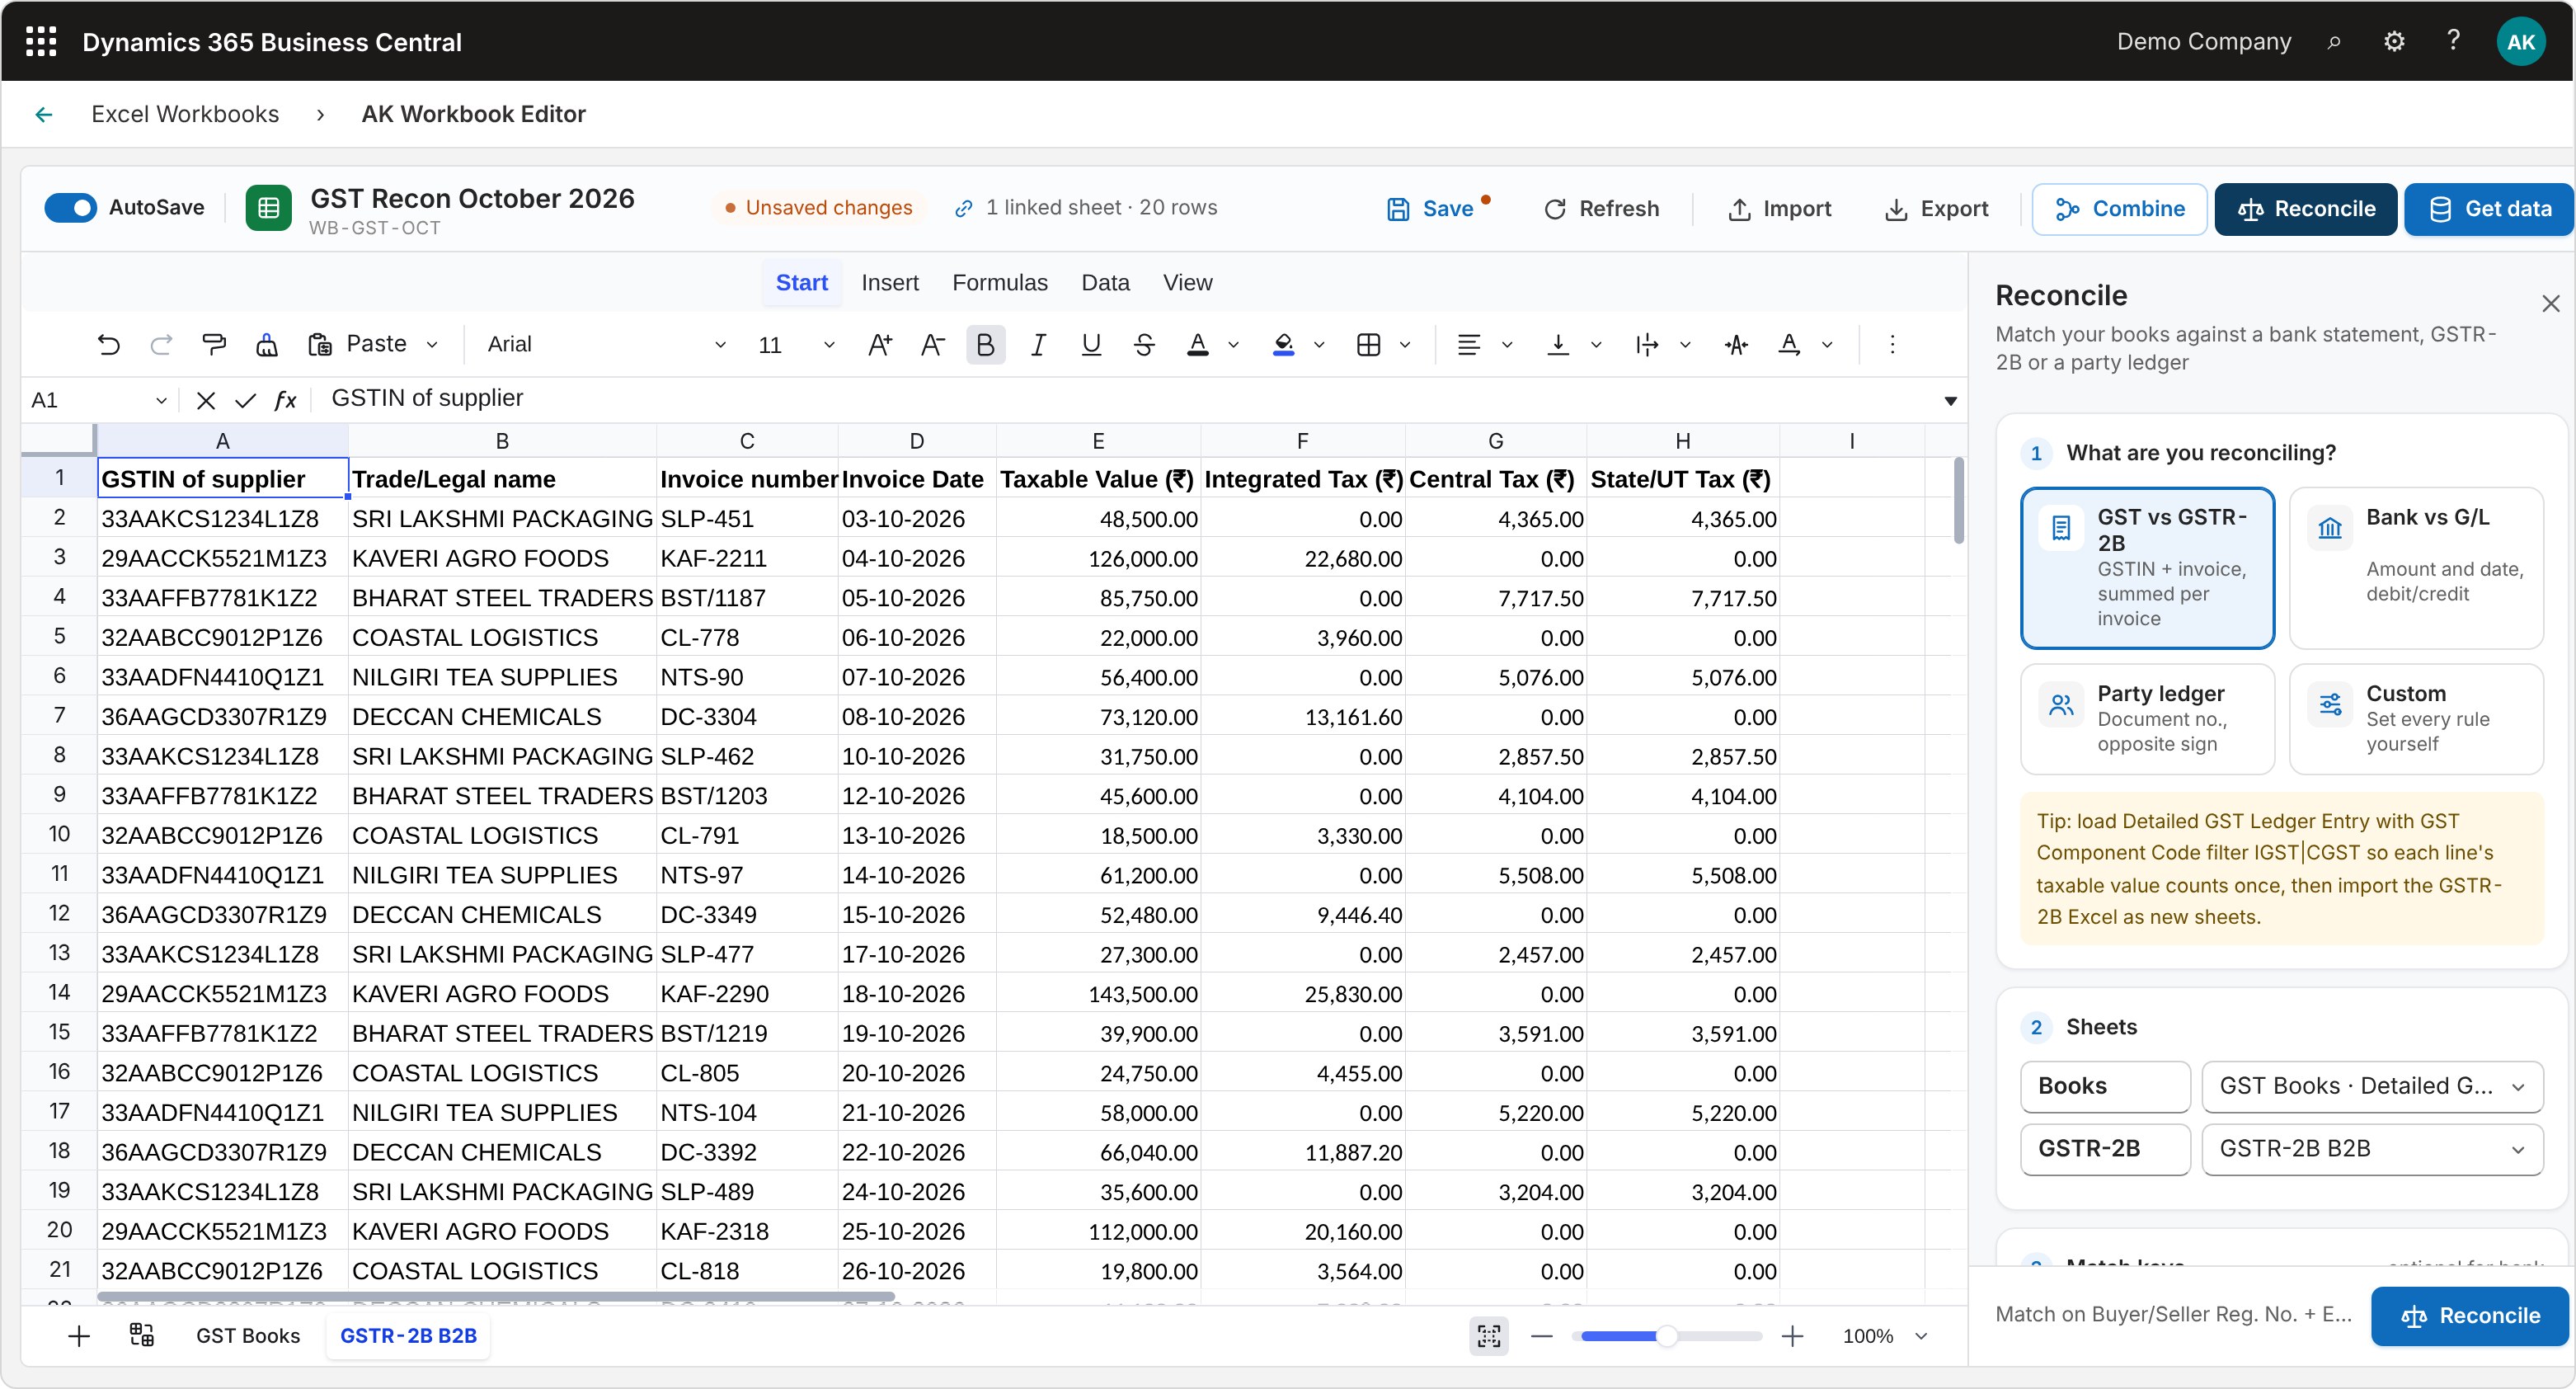 Dynamics 365 Business Central
Demo Company
?
AK
Excel Workbooks › AK Workbook Editor
AutoSave
GST Recon October 2026
WB-GST-OCT
Unsaved changes
1 linked sheet · 20 rows
Save
Refresh
Import
Export
Combine
Reconcile
Get data
Start Insert Formulas Data View
Paste
Arial
11
A1
fx
GSTIN of supplier
A B C D E F G H I
1 GSTIN of supplier Trade/Legal name Invoice number Invoice Date Taxable Value (₹) Integrated Tax (₹) Central Tax (₹) State/UT Tax (₹)
2 33AAKCS1234L1Z8 SRI LAKSHMI PACKAGING SLP-451 03-10-2026 48,500.00 0.00 4,365.00 4,365.00
3 29AACCK5521M1Z3 KAVERI AGRO FOODS KAF-2211 04-10-2026 126,000.00 22,680.00 0.00 0.00
4 33AAFFB7781K1Z2 BHARAT STEEL TRADERS BST/1187 05-10-2026 85,750.00 0.00 7,717.50 7,717.50
5 32AABCC9012P1Z6 COASTAL LOGISTICS CL-778 06-10-2026 22,000.00 3,960.00 0.00 0.00
6 33AADFN4410Q1Z1 NILGIRI TEA SUPPLIES NTS-90 07-10-2026 56,400.00 0.00 5,076.00 5,076.00
7 36AAGCD3307R1Z9 DECCAN CHEMICALS DC-3304 08-10-2026 73,120.00 13,161.60 0.00 0.00
8 33AAKCS1234L1Z8 SRI LAKSHMI PACKAGING SLP-462 10-10-2026 31,750.00 0.00 2,857.50 2,857.50
9 33AAFFB7781K1Z2 BHARAT STEEL TRADERS BST/1203 12-10-2026 45,600.00 0.00 4,104.00 4,104.00
10 32AABCC9012P1Z6 COASTAL LOGISTICS CL-791 13-10-2026 18,500.00 3,330.00 0.00 0.00
11 33AADFN4410Q1Z1 NILGIRI TEA SUPPLIES NTS-97 14-10-2026 61,200.00 0.00 5,508.00 5,508.00
12 36AAGCD3307R1Z9 DECCAN CHEMICALS DC-3349 15-10-2026 52,480.00 9,446.40 0.00 0.00
13 33AAKCS1234L1Z8 SRI LAKSHMI PACKAGING SLP-477 17-10-2026 27,300.00 0.00 2,457.00 2,457.00
14 29AACCK5521M1Z3 KAVERI AGRO FOODS KAF-2290 18-10-2026 143,500.00 25,830.00 0.00 0.00
15 33AAFFB7781K1Z2 BHARAT STEEL TRADERS BST/1219 19-10-2026 39,900.00 0.00 3,591.00 3,591.00
16 32AABCC9012P1Z6 COASTAL LOGISTICS CL-805 20-10-2026 24,750.00 4,455.00 0.00 0.00
17 33AADFN4410Q1Z1 NILGIRI TEA SUPPLIES NTS-104 21-10-2026 58,000.00 0.00 5,220.00 5,220.00
18 36AAGCD3307R1Z9 DECCAN CHEMICALS DC-3392 22-10-2026 66,040.00 11,887.20 0.00 0.00
19 33AAKCS1234L1Z8 SRI LAKSHMI PACKAGING SLP-489 24-10-2026 35,600.00 0.00 3,204.00 3,204.00
20 29AACCK5521M1Z3 KAVERI AGRO FOODS KAF-2318 25-10-2026 112,000.00 20,160.00 0.00 0.00
21 32AABCC9012P1Z6 COASTAL LOGISTICS CL-818 26-10-2026 19,800.00 3,564.00 0.00 0.00
GST Books
GSTR-2B B2B
100%
Reconcile
Match your books against a bank statement, GSTR-
2B or a party ledger
1 What are you reconciling?
GST vs GSTR-
2B
GSTIN + invoice,
summed per
invoice
Bank vs G/L
Amount and date,
debit/credit
Party ledger
Document no.,
opposite sign
Custom
Set every rule
yourself
Tip: load Detailed GST Ledger Entry with GST
Component Code filter IGST|CGST so each line's
taxable value counts once, then import the GSTR-
2B Excel as new sheets.
2 Sheets
Books
GST Books · Detailed G...
GSTR-2B
GSTR-2B B2B
Match on Buyer/Seller Reg. No. + E...
Reconcile